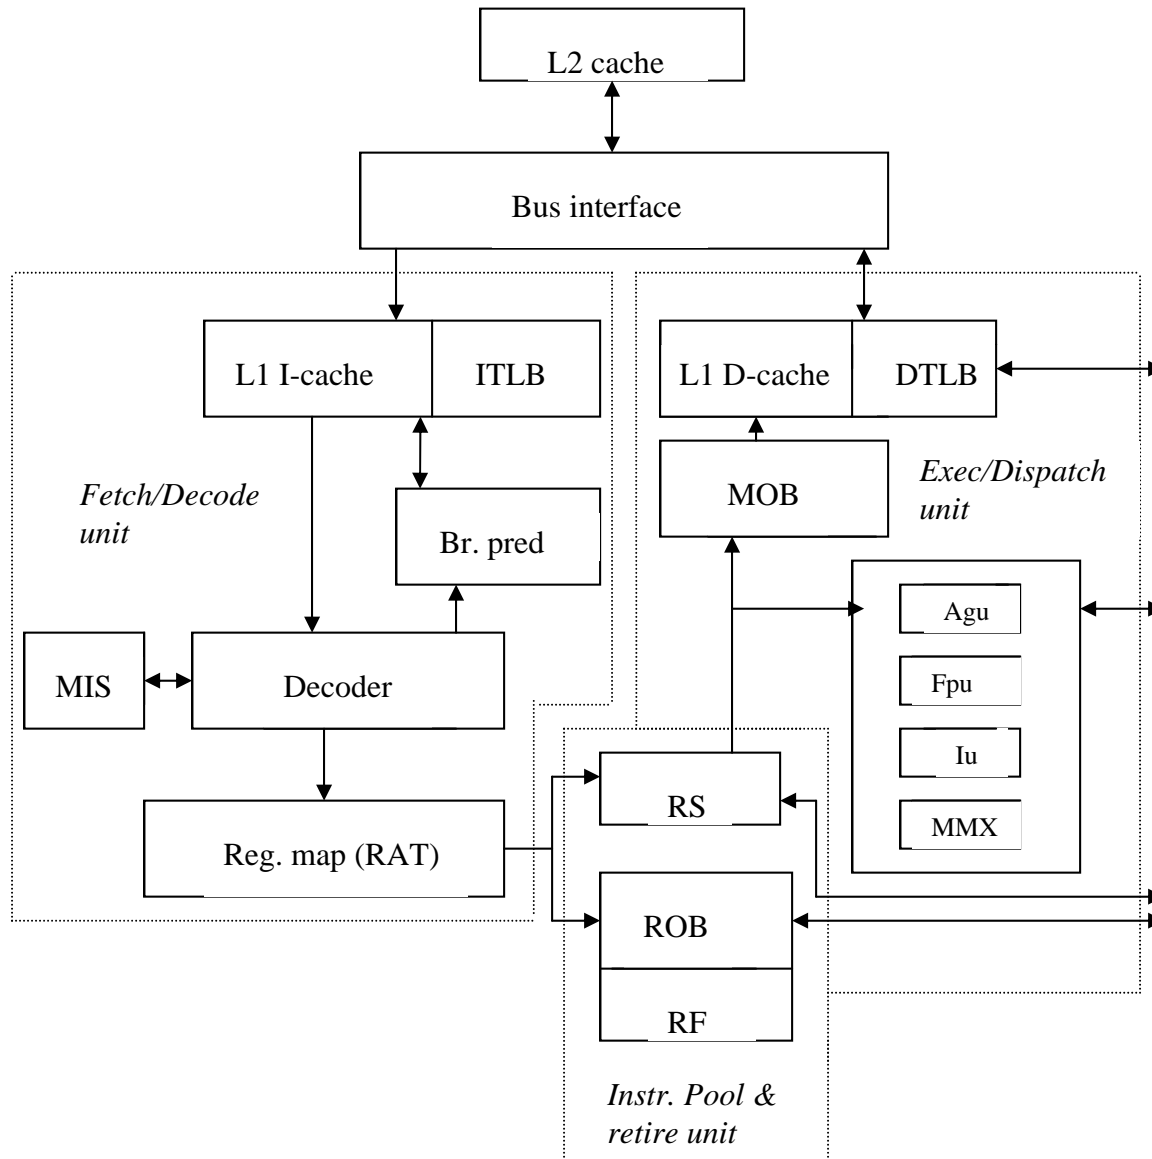 L2 cache
Bus interface
L1 I-cache
ITLB
L1 D-cache
DTLB
Fetch/Decode
unit
Br. pred
MOB
Exec/Dispatch
unit
MIS
Decoder
Agu
Fpu
Iu
MMX
Reg. map (RAT)
RS
ROB
RF
Instr. Pool &
retire unit